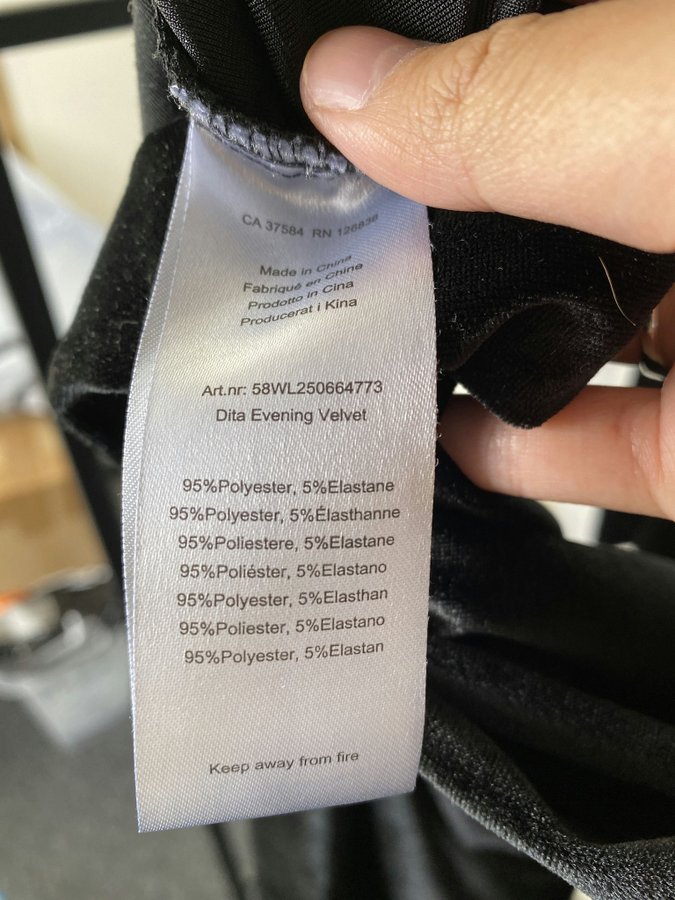 CA 37584 RN 126838
Made in China
Fabriqué en Chine
Prodotto in Cina
Producerat i Kina
Art.nr: 58WL250664773
Dita Evening Velvet
95%Polyester, 5%Elastane
95%Polyester, 5%Élasthanne
95%Poliestere, 5%Elastane
95%Poliéster, 5%Elastano
95%Polyester, 5%Elasthan
95%Poliester, 5%Elastano
95%Polyester, 5%Elastan
Keep away from fire